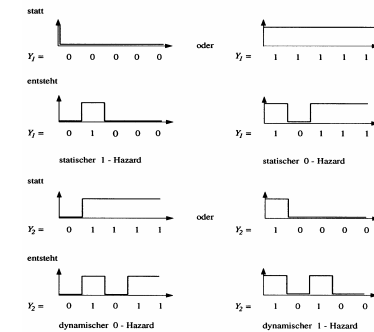 statt
Y1 = 0 0 0 0 0 oder Y1 = 1 1 1 1 1
entsteht
Y1 = 0 1 0 0 0 Y1 = 1 0 1 1 1
statischer 1 - Hazard statischer 0 - Hazard
statt
oder
Y2 = 0 1 1 1 1 Y2 = 1 0 0 0 0
entsteht
Y2 = 0 1 0 1 1 Y2 = 1 0 1 0 0
dynamischer 0 - Hazard dynamischer 1 - Hazard